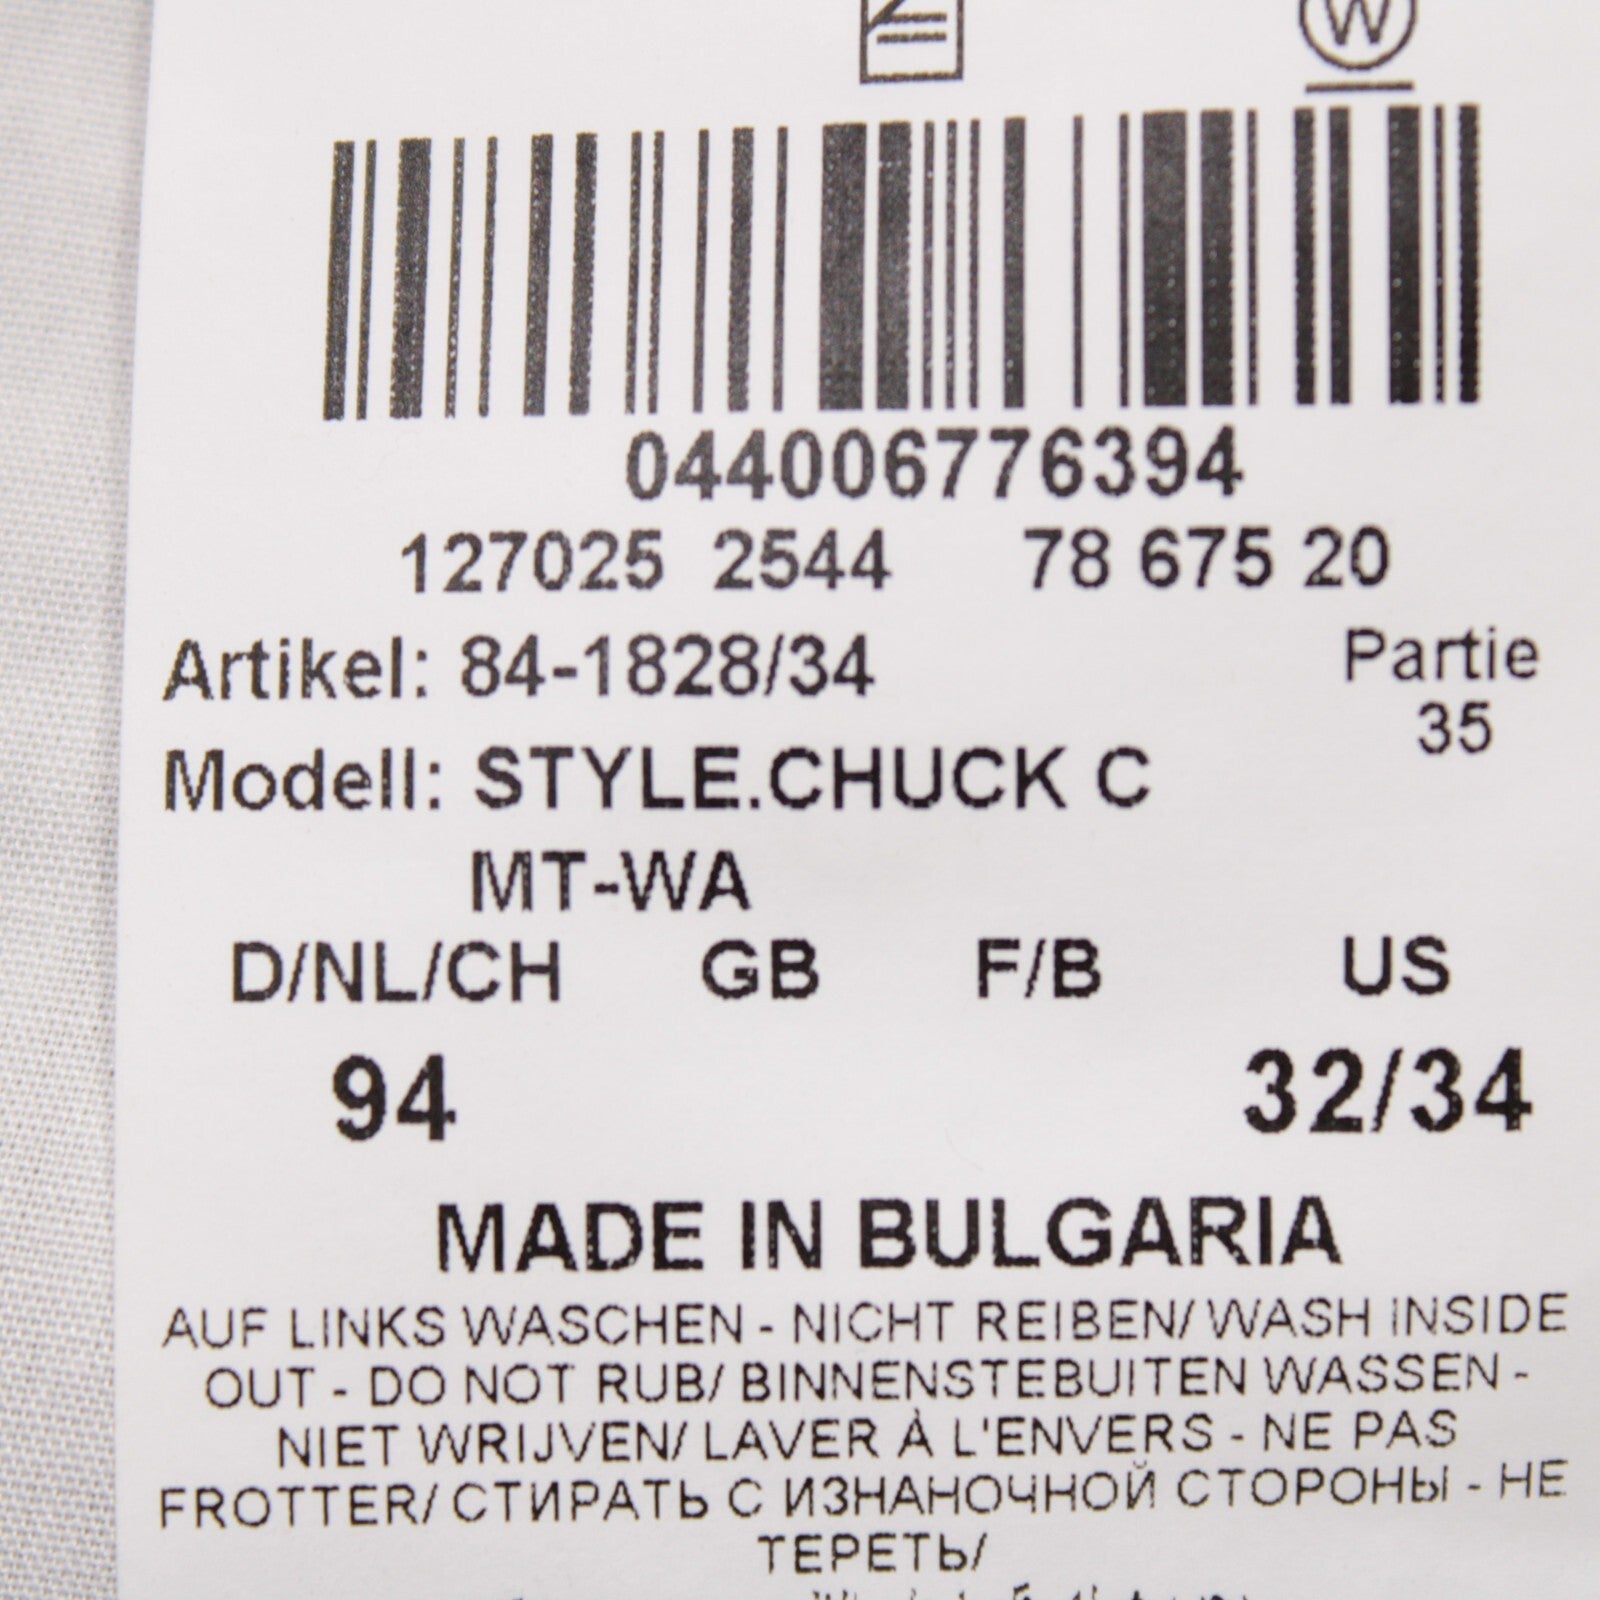 W
044006776394
127025 2544 78 675 20
Artikel: 84-1828/34 Partie
35
Modell: STYLE.CHUCK C
MT-WA
D/NL/CH GB F/B US
94 32/34
MADE IN BULGARIA
AUF LINKS WASCHEN - NICHT REIBEN/ WASH INSIDE
OUT - DO NOT RUB/ BINNENSTEBUITEN WASSEN -
NIET WRIJVEN/ LAVER À L'ENVERS - NE PAS
FROTTER/ СТИРАТЬ С ИЗНАНОЧНОЙ СТОРОНЫ - НЕ
ТЕРЕТЬ/